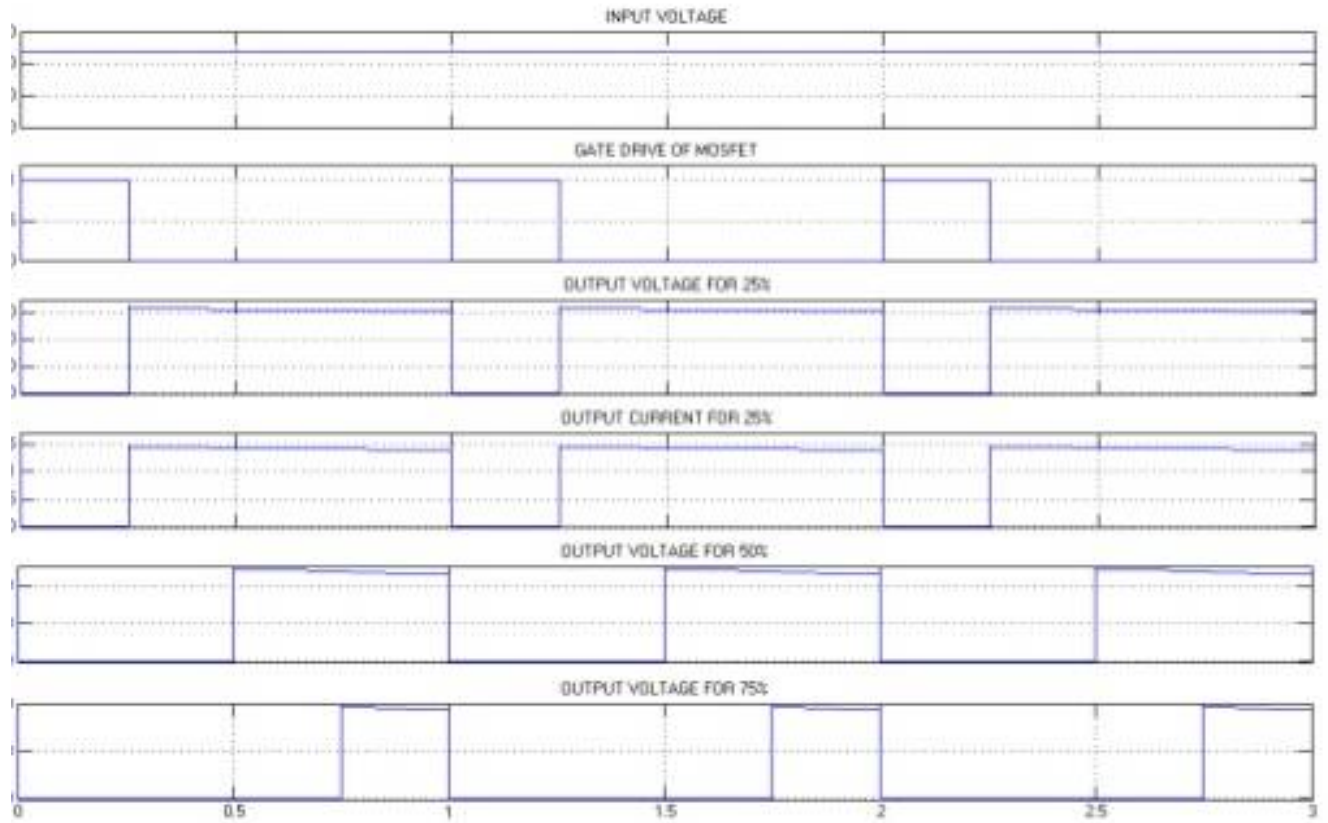 INPUT VOLTAGE
GATE DRIVE OF MOSFET
OUTPUT VOLTAGE FOR 25%
OUTPUT CURRENT FOR 25%
OUTPUT VOLTAGE FOR 50%
OUTPUT VOLTAGE FOR 75%
0 0.5 1 1.5 2 2.5 3